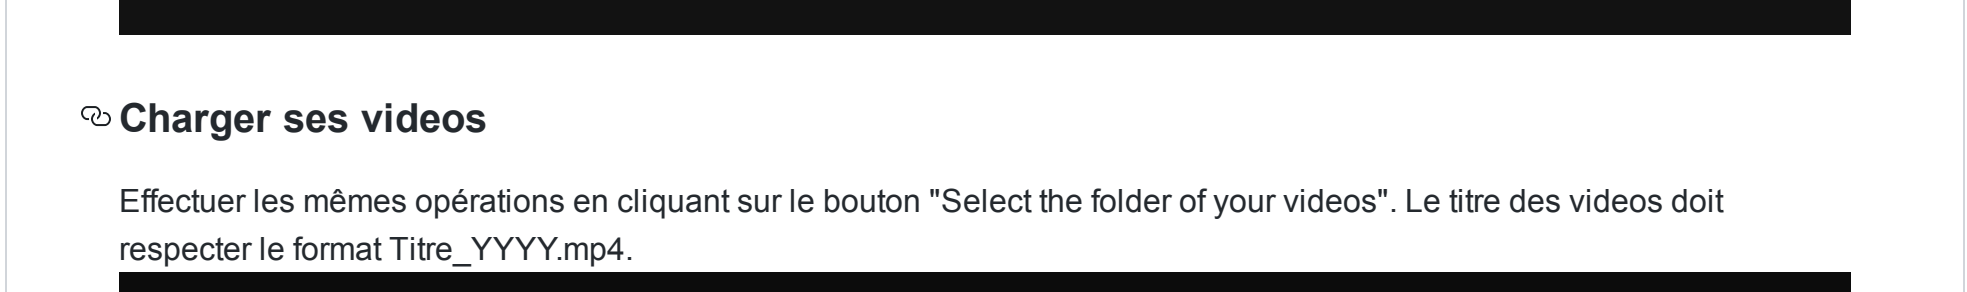 Charger ses videos
Effectuer les mêmes opérations en cliquant sur le bouton "Select the folder of your videos". Le titre des videos doit
respecter le format Titre_YYYY.mp4.